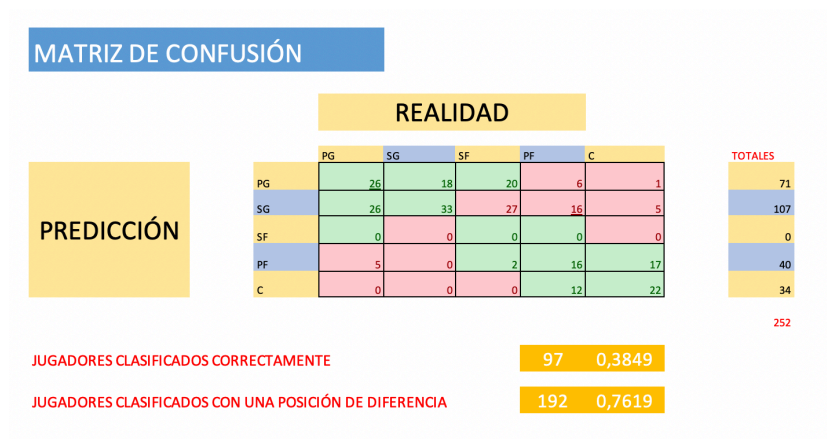 MATRIZ DE CONFUSIÓN
REALIDAD
PG SG SF PF C TOTALES
PG 26 18 20 6 1 71
SG 26 33 27 16 5 107
PREDICCIÓN
SF 0 0 0 0 0 0
PF 5 0 2 16 17 40
C 0 0 0 12 22 34
252
JUGADORES CLASIFICADOS CORRECTAMENTE 97 0,3849
JUGADORES CLASIFICADOS CON UNA POSICIÓN DE DIFERENCIA 192 0,7619